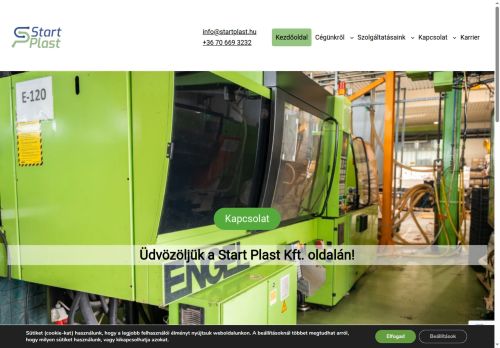 Start
Plast
info@startplast.hu
+36 70 669 3232
Kezdőoldal
Cégünkről
Szolgáltatásaink
Kapcsolat
Karrier
E-120
Kapcsolat
Üdvözöljük a Start Plast Kft. oldalán!
ENGEL
Sütiket (cookie-kat) használunk, hogy a legjobb felhasználói élményt nyújtsuk weboldalunkon. A beállításoknál többet megtudhat arról,
hogy milyen sütiket használunk, vagy kikapcsolhatja azokat.
Elfogad
Beállítások